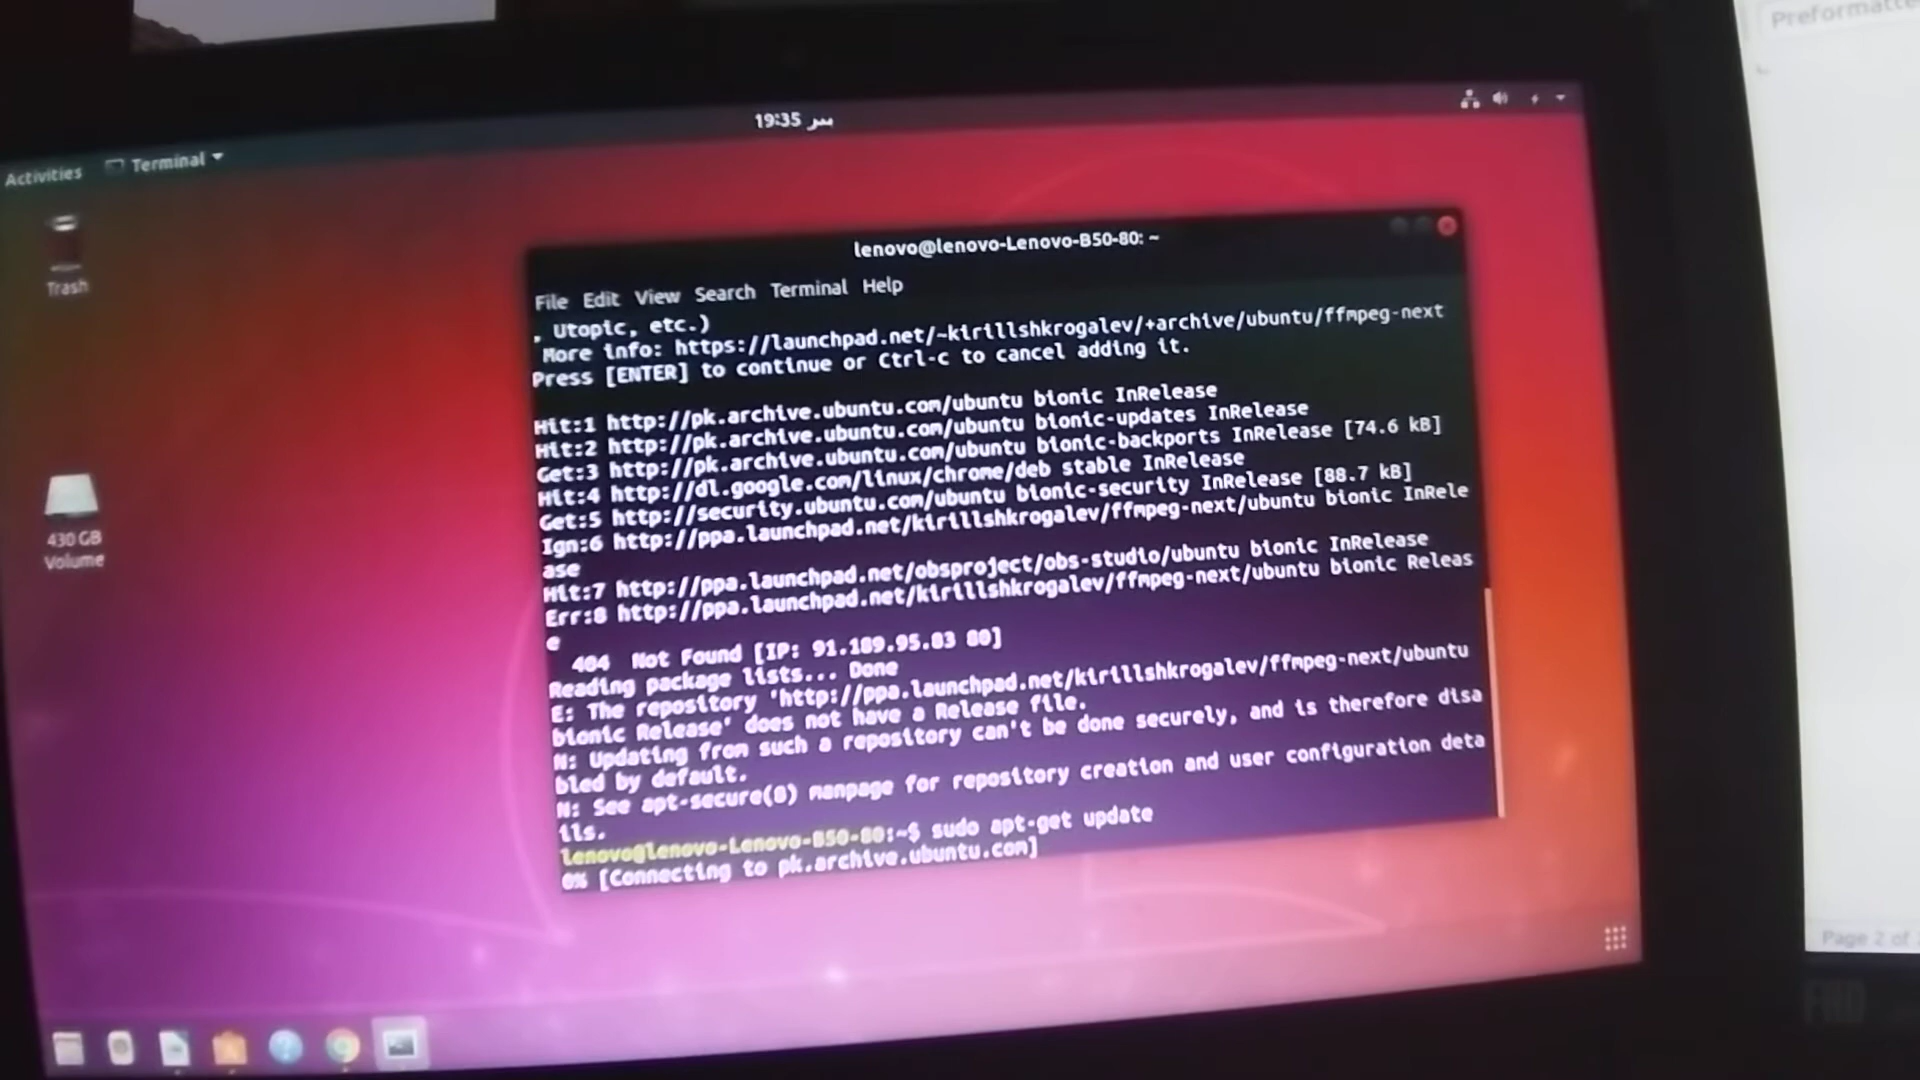 Preformatte
19:35 پیر
Activities
Terminal
Trash
430 GB
Volume
lenovo@lenovo-Lenovo-B50-80: ~
File Edit View Search Terminal Help
, Utopic, etc.)
More info: https://launchpad.net/~kirillshkrogalev/+archive/ubuntu/ffmpeg-next
Press [ENTER] to continue or Ctrl-c to cancel adding it.
Hit:1 http://pk.archive.ubuntu.com/ubuntu bionic InRelease
Hit:2 http://pk.archive.ubuntu.com/ubuntu bionic-updates InRelease
Get:3 http://pk.archive.ubuntu.com/ubuntu bionic-backports InRelease [74.6 kB]
Hit:4 http://dl.google.com/linux/chrome/deb stable InRelease
Get:5 http://security.ubuntu.com/ubuntu bionic-security InRelease [88.7 kB]
Ign:6 http://ppa.launchpad.net/kirillshkrogalev/ffmpeg-next/ubuntu bionic InRele
ase
Hit:7 http://ppa.launchpad.net/obsproject/obs-studio/ubuntu bionic InRelease
Err:8 http://ppa.launchpad.net/kirillshkrogalev/ffmpeg-next/ubuntu bionic Releas
e
404 Not Found [IP: 91.189.95.83 80]
Reading package lists... Done
E: The repository 'http://ppa.launchpad.net/kirillshkrogalev/ffmpeg-next/ubuntu
bionic Release' does not have a Release file.
N: Updating from such a repository can't be done securely, and is therefore disa
bled by default.
N: See apt-secure(8) manpage for repository creation and user configuration deta
ils.
lenovo@lenovo-Lenovo-B50-80:~$ sudo apt-get update
0% [Connecting to pk.archive.ubuntu.com]
Page 2 of
FHD